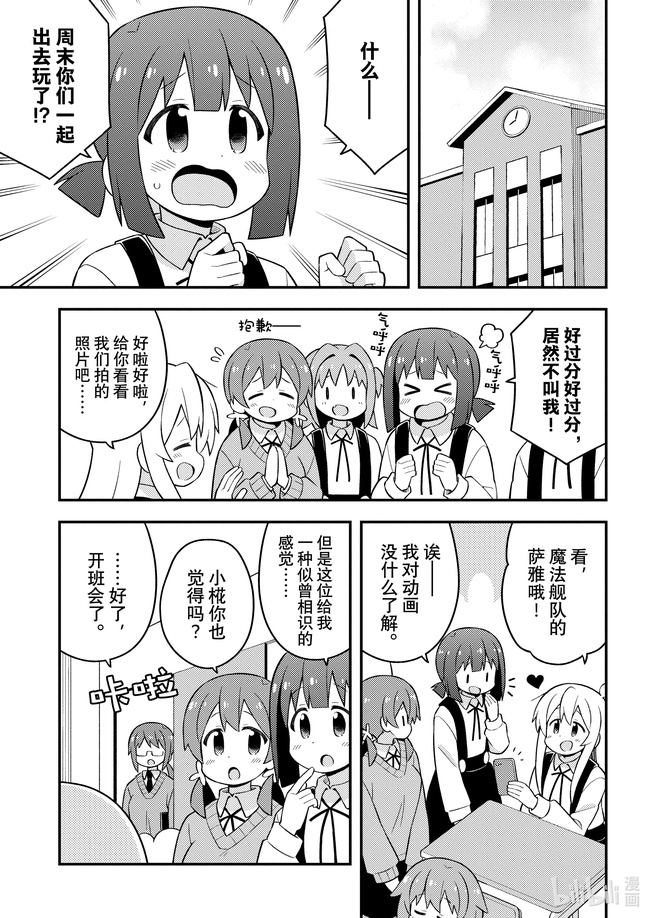 什么——
周末你们一起
出去玩了!?
好过分好过分，
居然不叫我！
气呼呼
气呼呼
抱歉——
好啦好啦，
给你看看
我们拍的
照片吧……
看，
魔法舰队的
萨雅哦！
诶——
我对动画
没什么了解。
但是这位给我
一种似曾相识的
感觉……
小椛你也
觉得吗？
咔啦
……好了，
开班会了。
bilibili
漫画